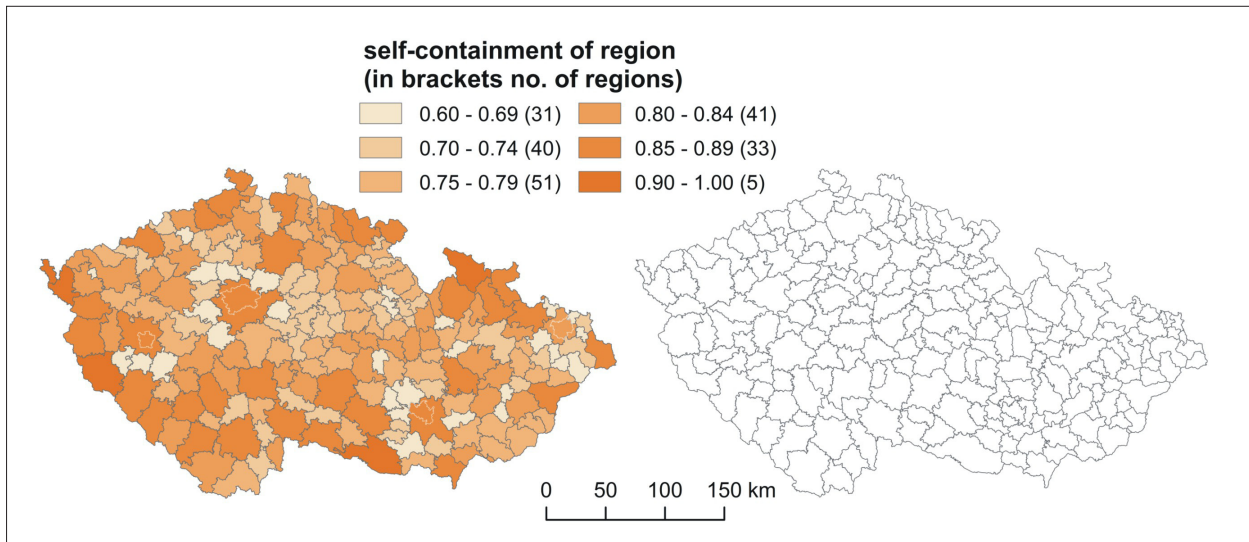 self-containment of region
(in brackets no. of regions)
0.60 - 0.69 (31)
0.70 - 0.74 (40)
0.75 - 0.79 (51)
0.80 - 0.84 (41)
0.85 - 0.89 (33)
0.90 - 1.00 (5)
0 50 100 150 km